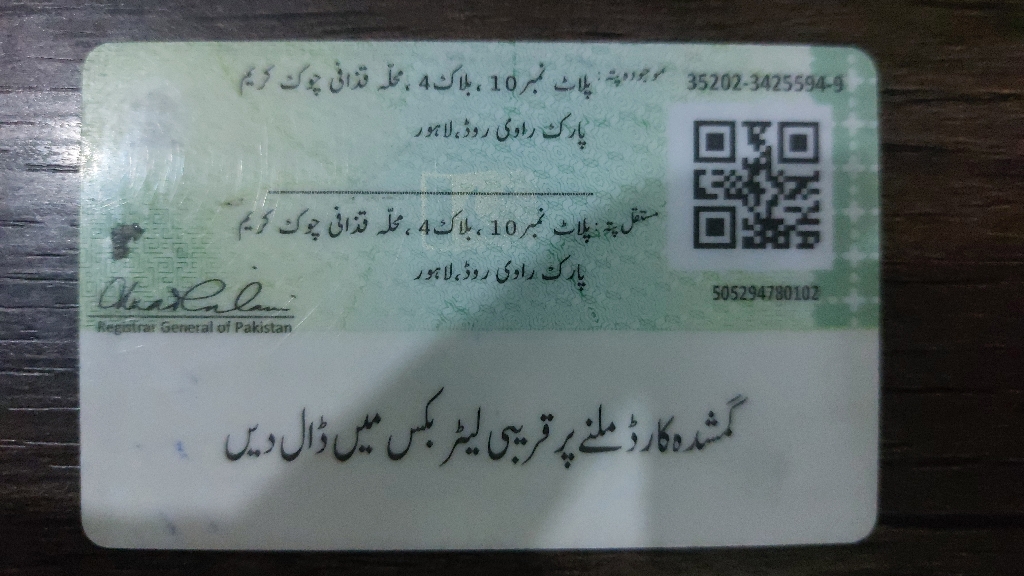 35202-3425594-9
موجودہ پتہ: پلاٹ نمبر 10 ،بلاک 4 ،محلّہ قذافی چوک کریم
پارک راوی روڈ،لاہور
مستقل پتہ: پلاٹ نمبر 10 ،بلاک 4 ،محلّہ قذافی چوک کریم
پارک راوی روڈ،لاہور
505294780102
Registrar General of Pakistan
گمشدہ کارڈ ملنے پر قریبی لیٹر بکس میں ڈال دیں